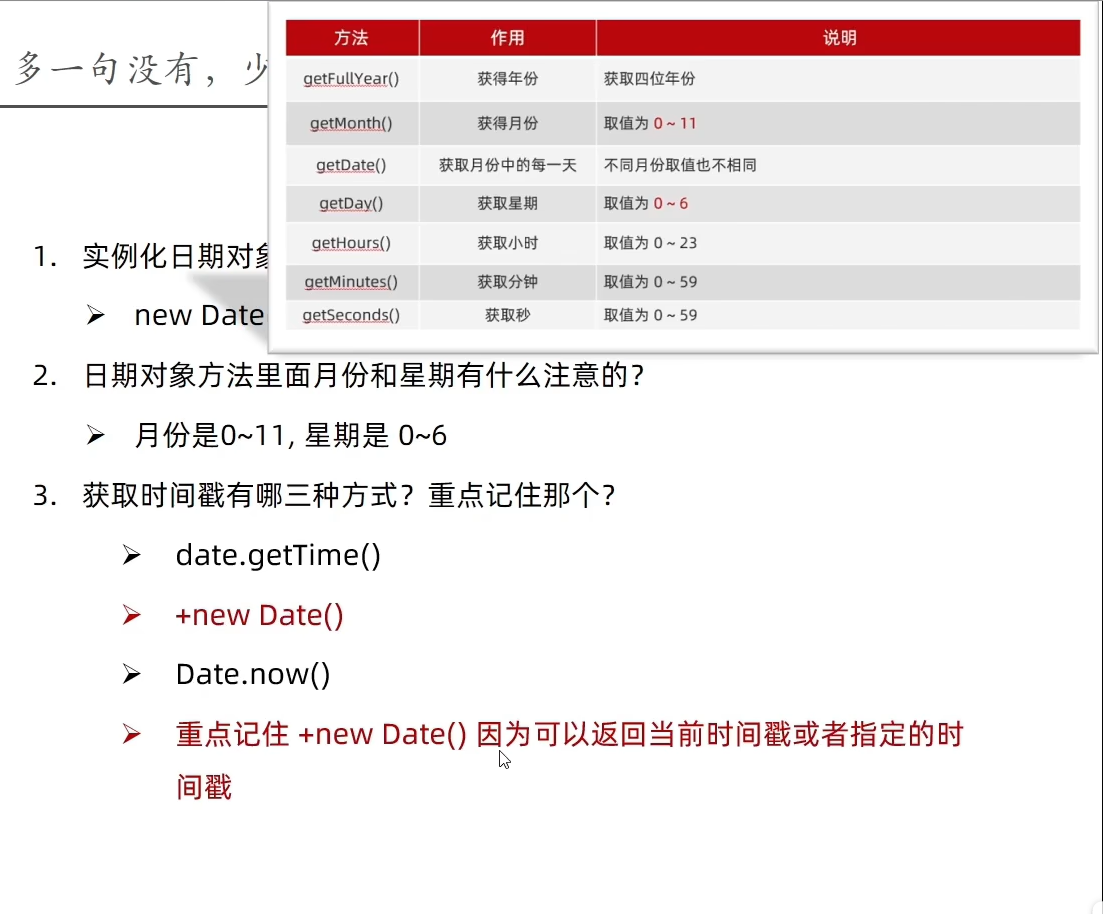 多一句没有，少
方法 作用 说明
getFullYear() 获得年份 获取四位年份
getMonth() 获得月份 取值为 0 ~ 11
getDate() 获取月份中的每一天 不同月份取值也不相同
getDay() 获取星期 取值为 0 ~ 6
getHours() 获取小时 取值为 0 ~ 23
getMinutes() 获取分钟 取值为 0 ~ 59
getSeconds() 获取秒 取值为 0 ~ 59
1. 实例化日期对象
➢ new Date
2. 日期对象方法里面月份和星期有什么注意的？
➢ 月份是0~11, 星期是 0~6
3. 获取时间戳有哪三种方式？重点记住那个？
➢ date.getTime()
➢ +new Date()
➢ Date.now()
➢ 重点记住 +new Date() 因为可以返回当前时间戳或者指定的时
间戳